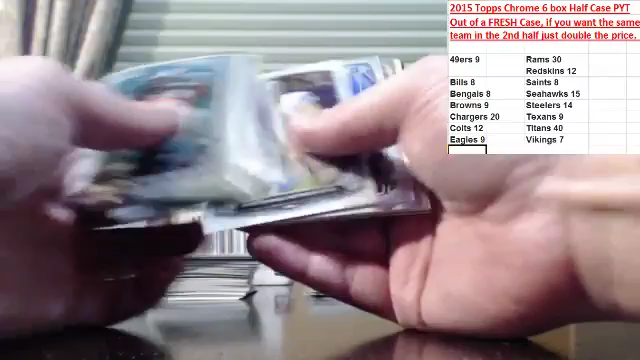 2015 Topps Chrome 6 box Half Case PYT
Out of a FRESH Case, if you want the same
team in the 2nd half just double the price.
49ers 9 Rams 30
Redskins 12
Bills 8 Saints 8
Bengals 8 Seahawks 15
Browns 9 Steelers 14
Chargers 20 Texans 9
Colts 12 Titans 40
Eagles 9 Vikings 7